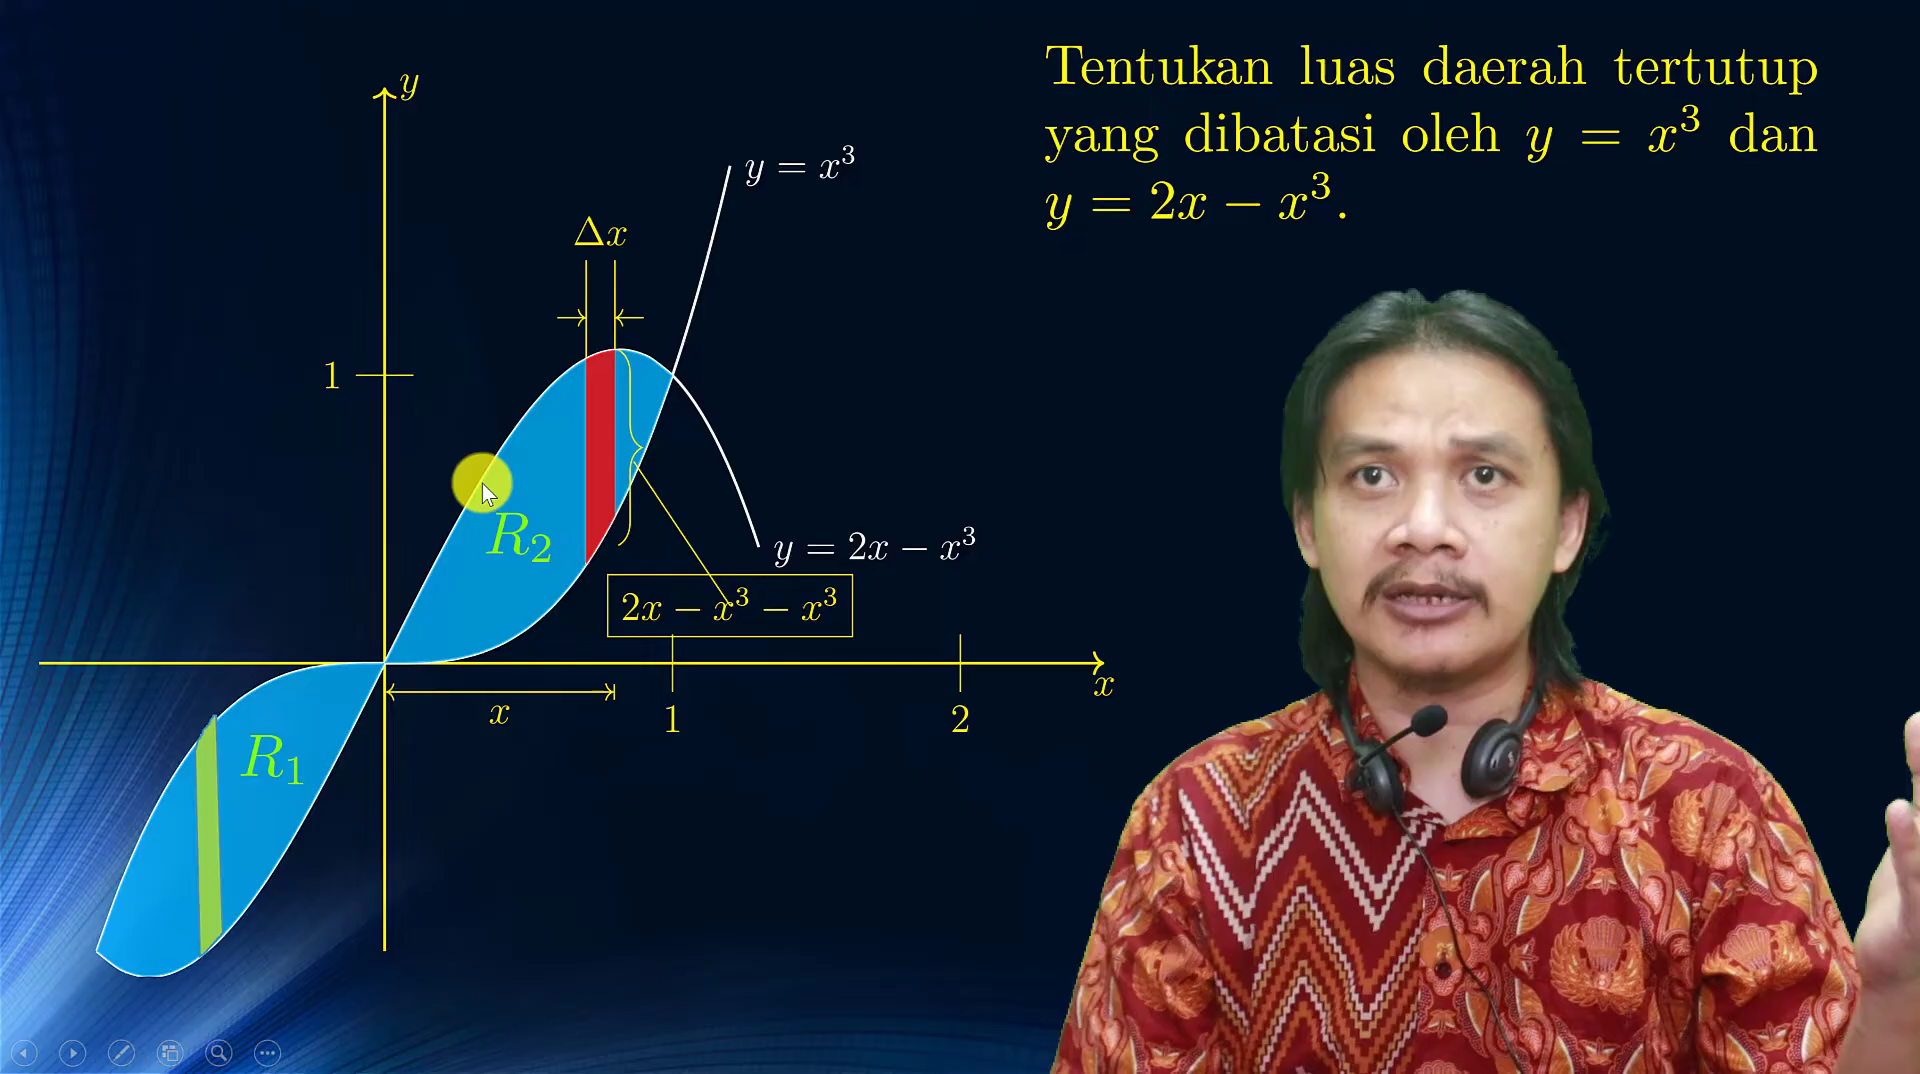 Tentukan luas daerah tertutup
yang dibatasi oleh y = x³ dan
y = 2x − x³.
y
y = x³
Δx
1
R₂
y = 2x − x³
2x − x³ − x³
x
x
1
2
R₁